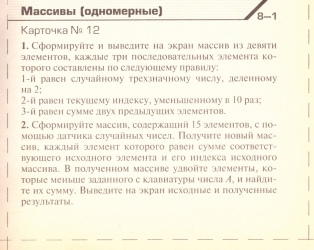 Массивы (одномерные)
8–1
Карточка № 12
1. Сформируйте и выведите на экран массив из девяти
элементов, каждые три последовательных элемента ко-
торого составлены по следующему правилу:
1-й равен случайному трехзначному числу, деленному
на 2;
2-й равен текущему индексу, уменьшенному в 10 раз;
3-й равен сумме двух предыдущих элементов.
2. Сформируйте массив, содержащий 15 элементов, с по-
мощью датчика случайных чисел. Получите новый мас-
сив, каждый элемент которого равен сумме соответст-
вующего исходного элемента и его индекса исходного
массива. В полученном массиве удвойте элементы, ко-
торые меньше заданного с клавиатуры числа А, и найди-
те их сумму. Выведите на экран исходные и полученные
результаты.